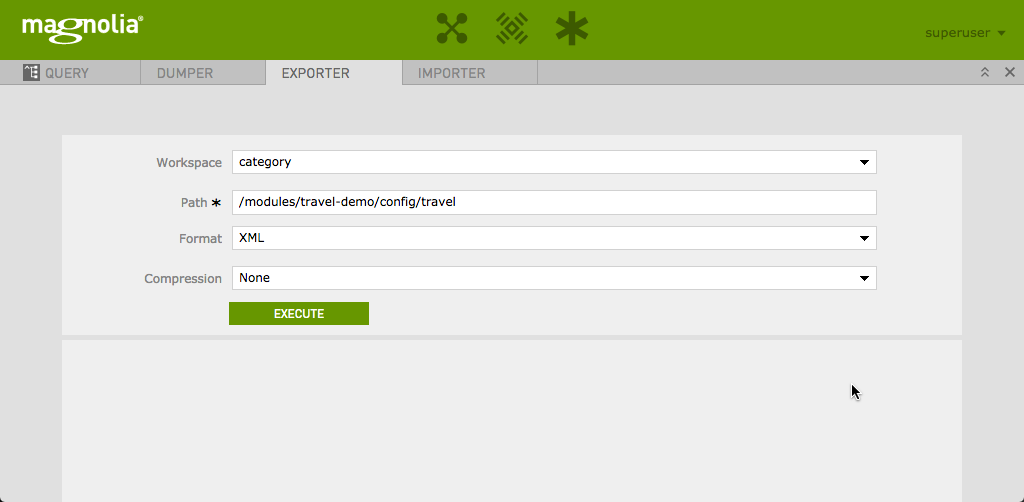 magnolia®
superuser
QUERY DUMPER EXPORTER IMPORTER
Workspace category
Path * /modules/travel-demo/config/travel
Format XML
Compression None
EXECUTE